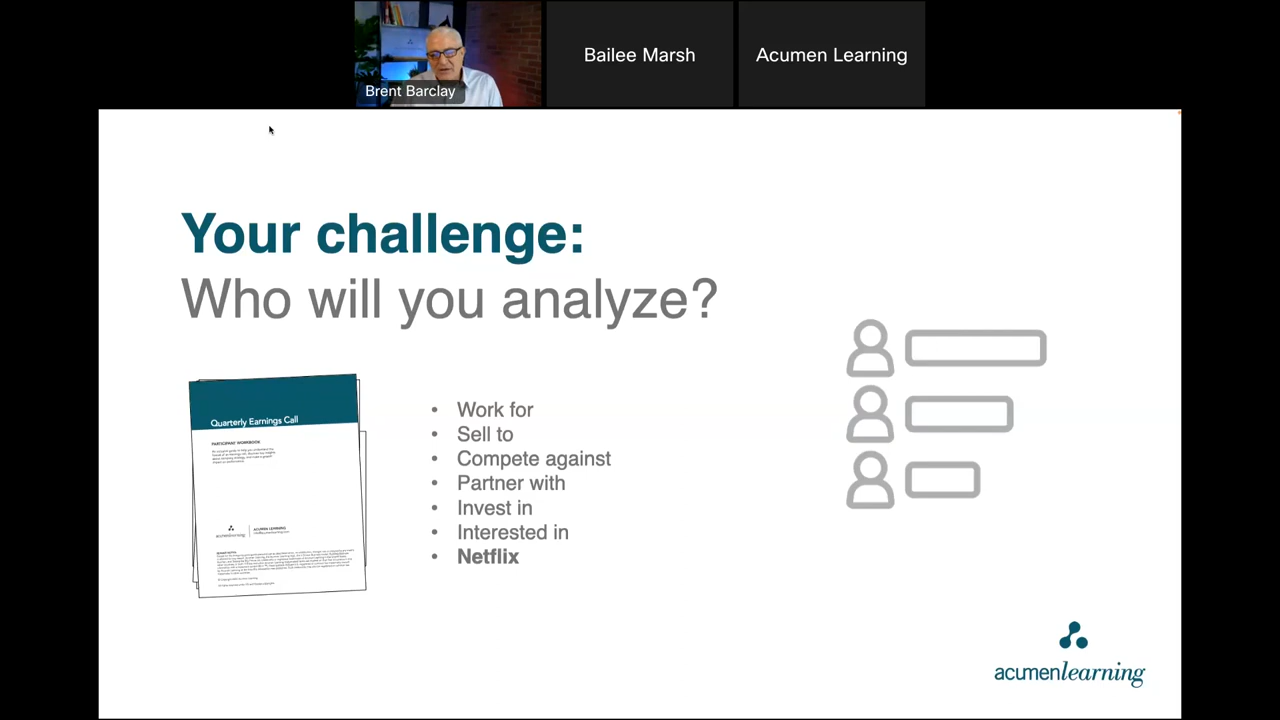 Brent Barclay
Bailee Marsh
Acumen Learning
Your challenge:
Who will you analyze?
Quarterly Earnings Call
PARTICIPANT WORKBOOK
acumenlearning
ACUMEN LEARNING
• Work for
• Sell to
• Compete against
• Partner with
• Invest in
• Interested in
• Netflix
acumenlearning